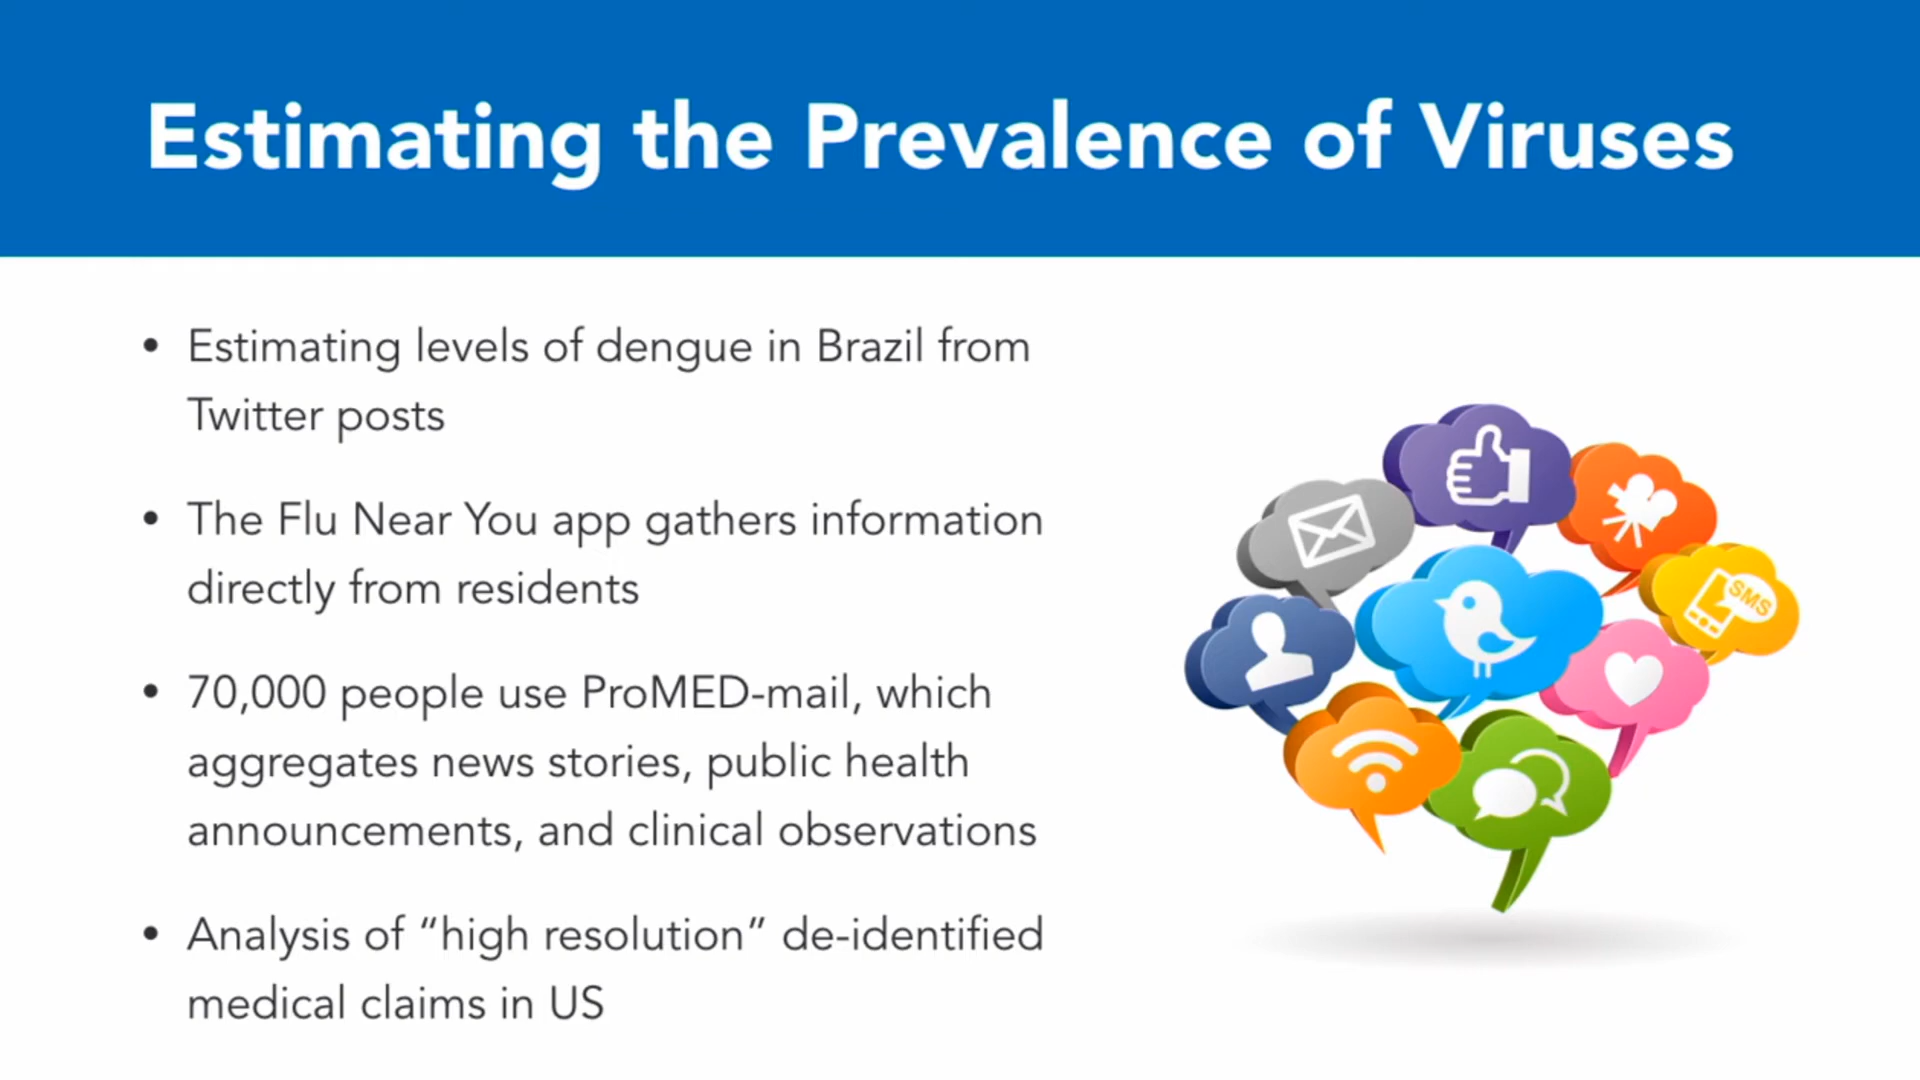 Estimating the Prevalence of Viruses
• Estimating levels of dengue in Brazil from
Twitter posts
• The Flu Near You app gathers information
directly from residents
• 70,000 people use ProMED-mail, which
aggregates news stories, public health
announcements, and clinical observations
• Analysis of “high resolution” de-identified
medical claims in US
SMS